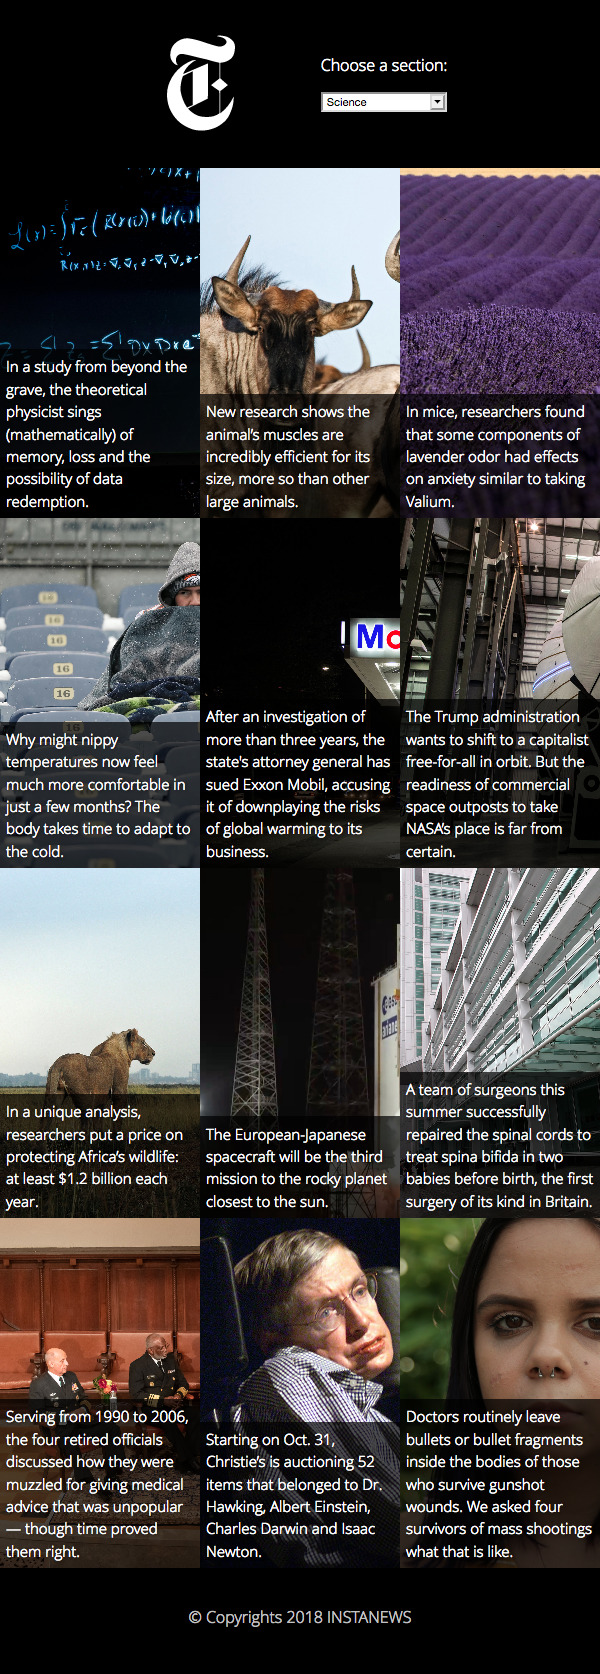 Choose a section:
Science
In a study from beyond the
grave, the theoretical
physicist sings
(mathematically) of
memory, loss and the
possibility of data
redemption.
New research shows the
animal's muscles are
incredibly efficient for its
size, more so than other
large animals.
In mice, researchers found
that some components of
lavender odor had effects
on anxiety similar to taking
Valium.
16
16
16
16
Why might nippy
temperatures now feel
much more comfortable in
just a few months? The
body takes time to adapt to
the cold.
Mo
After an investigation of
more than three years, the
state's attorney general has
sued Exxon Mobil, accusing
it of downplaying the risks
of global warming to its
business.
The Trump administration
wants to shift to a capitalist
free-for-all in orbit. But the
readiness of commercial
space outposts to take
NASA's place is far from
certain.
In a unique analysis,
researchers put a price on
protecting Africa's wildlife:
at least $1.2 billion each
year.
The European-Japanese
spacecraft will be the third
mission to the rocky planet
closest to the sun.
A team of surgeons this
summer successfully
repaired the spinal cords to
treat spina bifida in two
babies before birth, the first
surgery of its kind in Britain.
Serving from 1990 to 2006,
the four retired officials
discussed how they were
muzzled for giving medical
advice that was unpopular
— though time proved
them right.
Starting on Oct. 31,
Christie's is auctioning 52
items that belonged to Dr.
Hawking, Albert Einstein,
Charles Darwin and Isaac
Newton.
Doctors routinely leave
bullets or bullet fragments
inside the bodies of those
who survive gunshot
wounds. We asked four
survivors of mass shootings
what that is like.
© Copyrights 2018 INSTANEWS